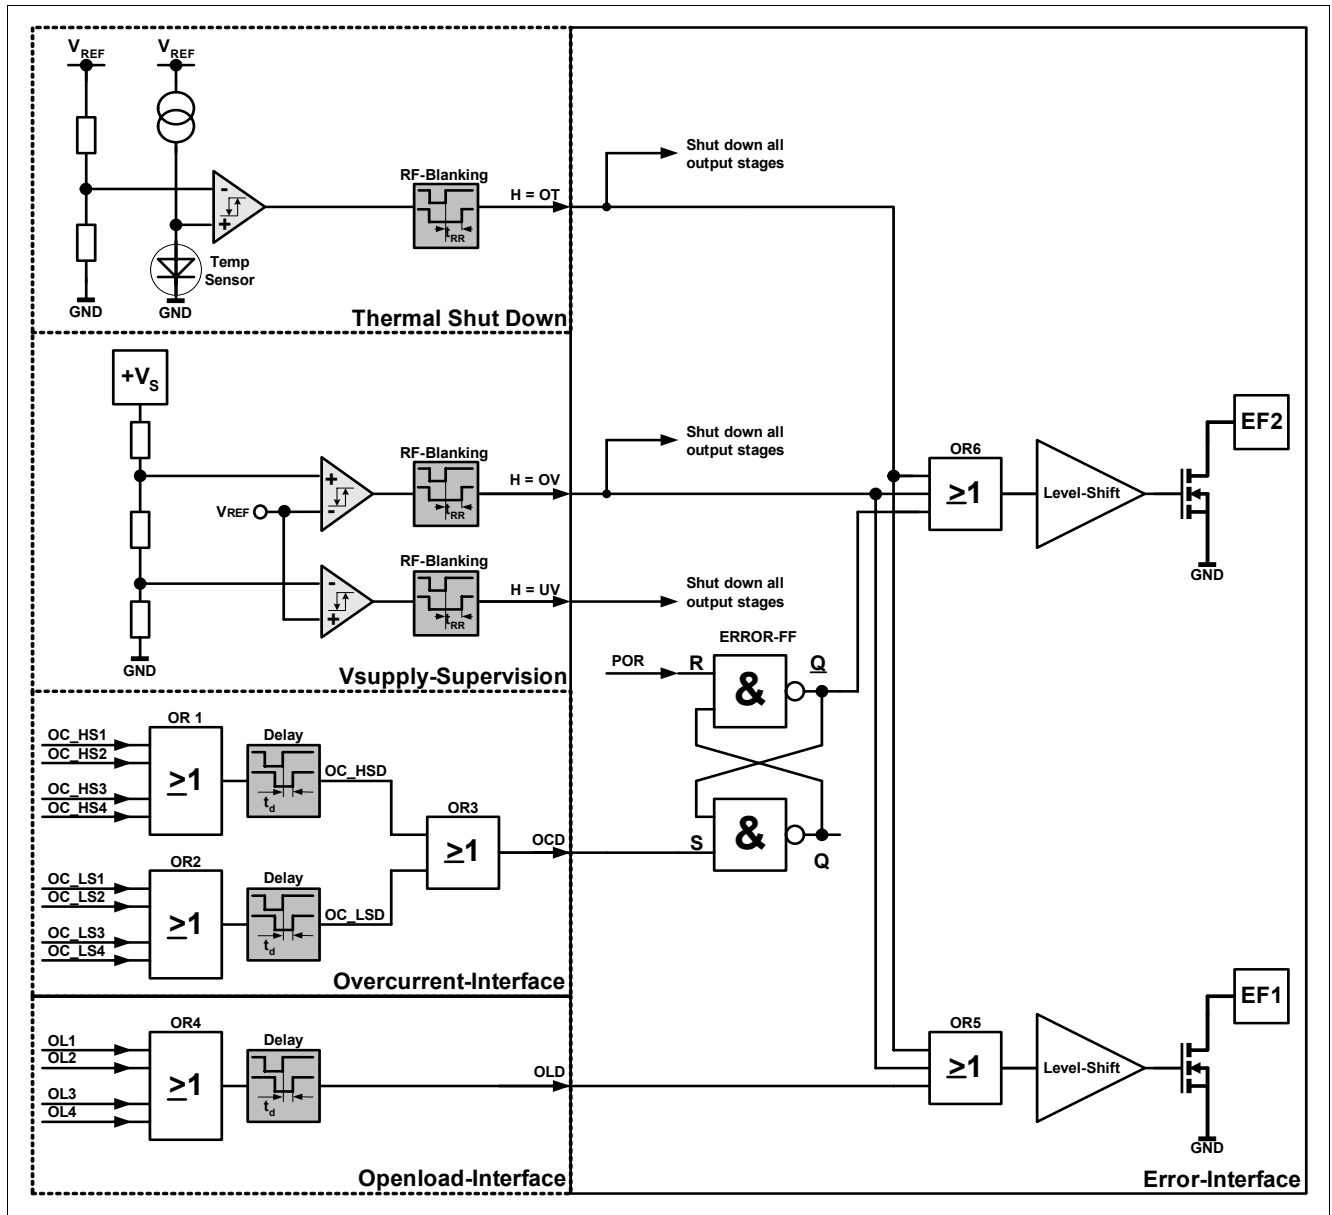 VREF
VREF
Shut down all
output stages
RF-Blanking
H = OT
-
+
tRR
Temp
Sensor
GND
GND
Thermal Shut Down
+VS
EF2
Shut down all
output stages
RF-Blanking
OR6
H = OV
+
-
≥1
Level-Shift
VREF
tRR
RF-Blanking
GND
H = UV
Shut down all
output stages
-
+
tRR
ERROR-FF
GND
POR
R
Q
&
Vsupply-Supervision
OR 1
OC_HS1
OC_HS2
Delay
OC_HSD
≥1
OC_HS3
OC_HS4
td
OR3
&
OCD
S
≥1
Q
OR2
OC_LS1
OC_LS2
Delay
OC_LSD
≥1
OC_LS3
OC_LS4
td
Overcurrent-Interface
EF1
OR4
OR5
OL1
OL2
Delay
≥1
Level-Shift
OLD
≥1
OL3
OL4
td
GND
Openload-Interface
Error-Interface